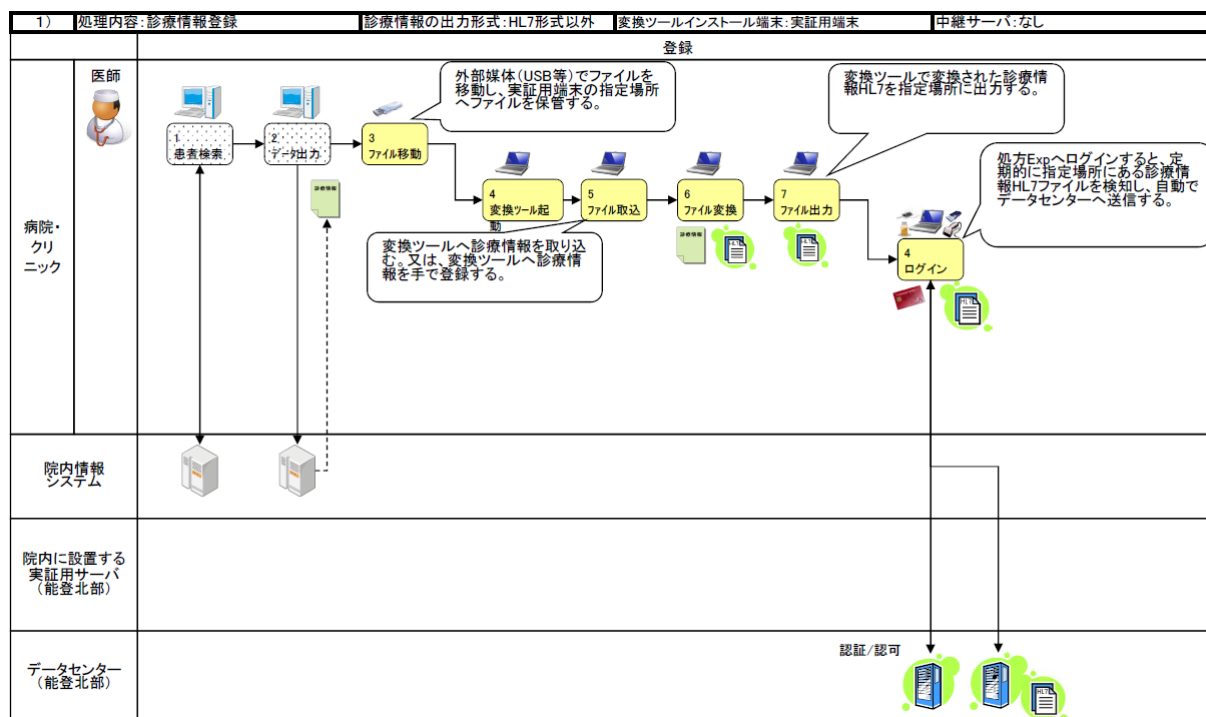 1) 処理内容:診療情報登録 診療情報の出力形式:HL7形式以外 変換ツールインストール端末:実証用端末 中継サーバ:なし
登録
病院・
クリ
ニック
医師
1
患査検索
2
データ出力
診療情報
3
ファイル移動
外部媒体(USB等)でファイルを
移動し、実証用端末の指定場所
へファイルを保管する。
4
変換ツール起
動
5
ファイル取込
変換ツールへ診療情報を取り込
む。又は、変換ツールへ診療情
報を手で登録する。
6
ファイル変換
診療情報
HL7
7
ファイル出力
HL7
変換ツールで変換された診療情
報HL7を指定場所に出力する。
4
ログイン
HL7
処方Expへログインすると、定
期的に指定場所にある診療情
報HL7ファイルを検知し、自動で
データセンターへ送信する。
院内情報
システム
院内に設置する
実証用サーバ
(能登北部)
データセンター
(能登北部)
認証/認可
HL7